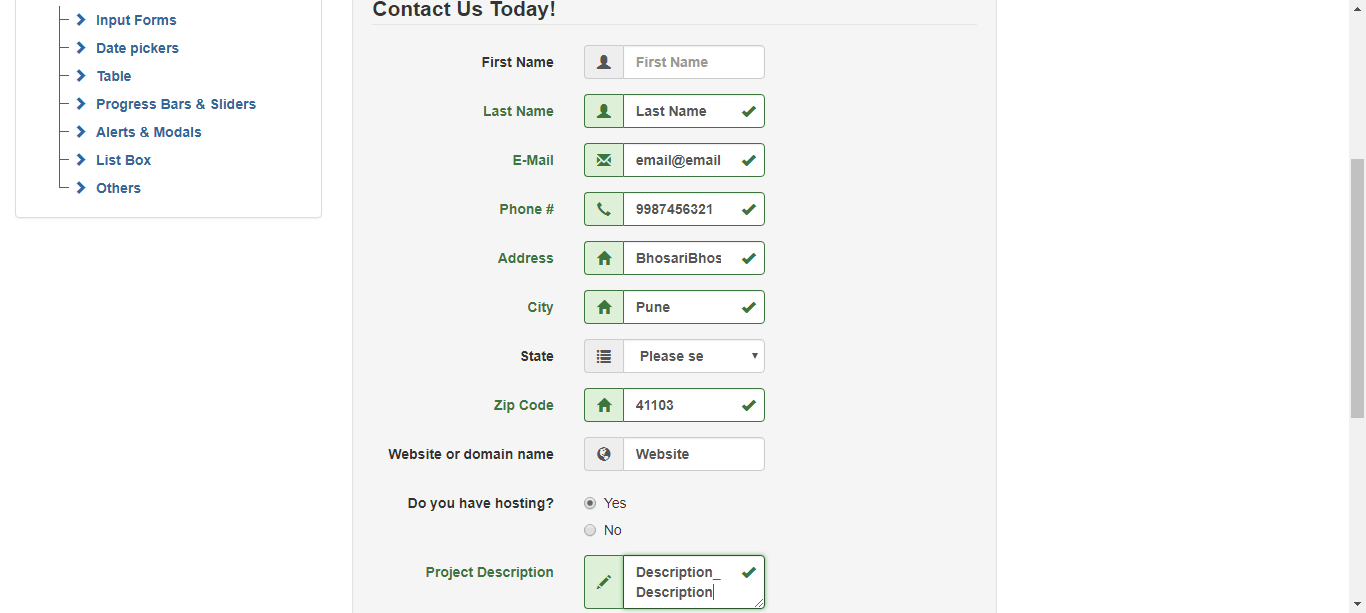 Input Forms
Date pickers
Table
Progress Bars & Sliders
Alerts & Modals
List Box
Others
Contact Us Today!
First Name First Name
Last Name Last Name
E-Mail email@email
Phone # 9987456321
Address BhosariBhos
City Pune
State Please se
Zip Code 41103
Website or domain name Website
Do you have hosting? Yes
No
Project Description Description_
Description